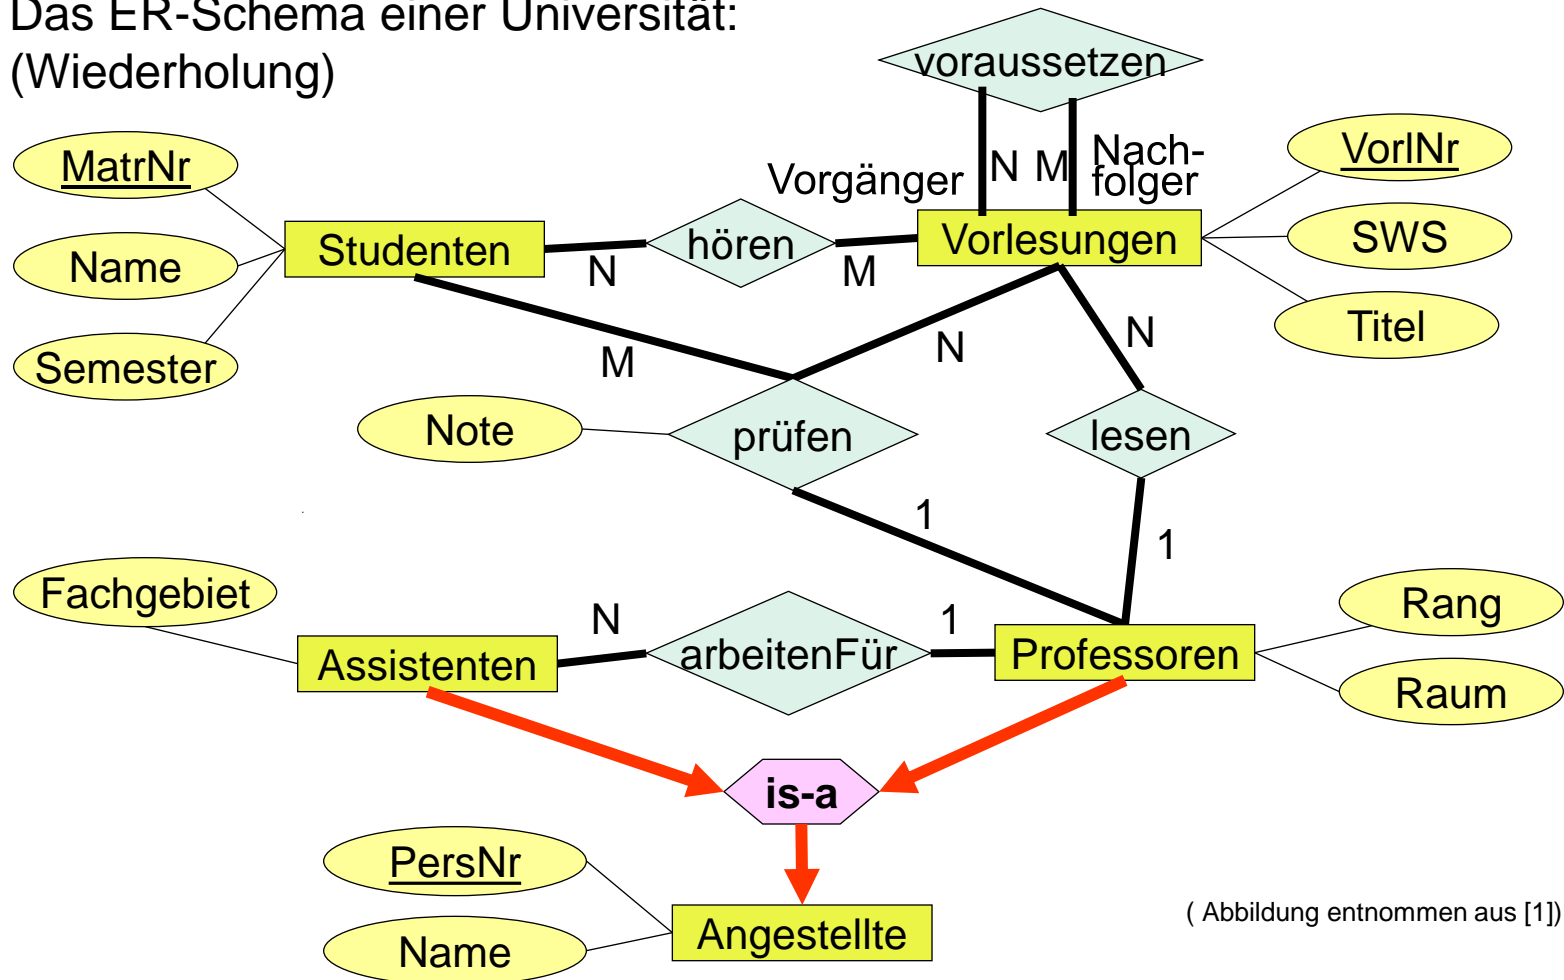 Das ER-Schema einer Universität:
(Wiederholung)
voraussetzen
MatrNr
Vorgänger
N
M
Nach-
folger
VorlNr
Studenten
hören
Vorlesungen
SWS
Name
N
M
Titel
Semester
M
N
N
Note
prüfen
lesen
1
1
Fachgebiet
N
1
Rang
Assistenten
arbeitenFür
Professoren
Raum
is-a
PersNr
Angestellte
( Abbildung entnommen aus [1])
Name